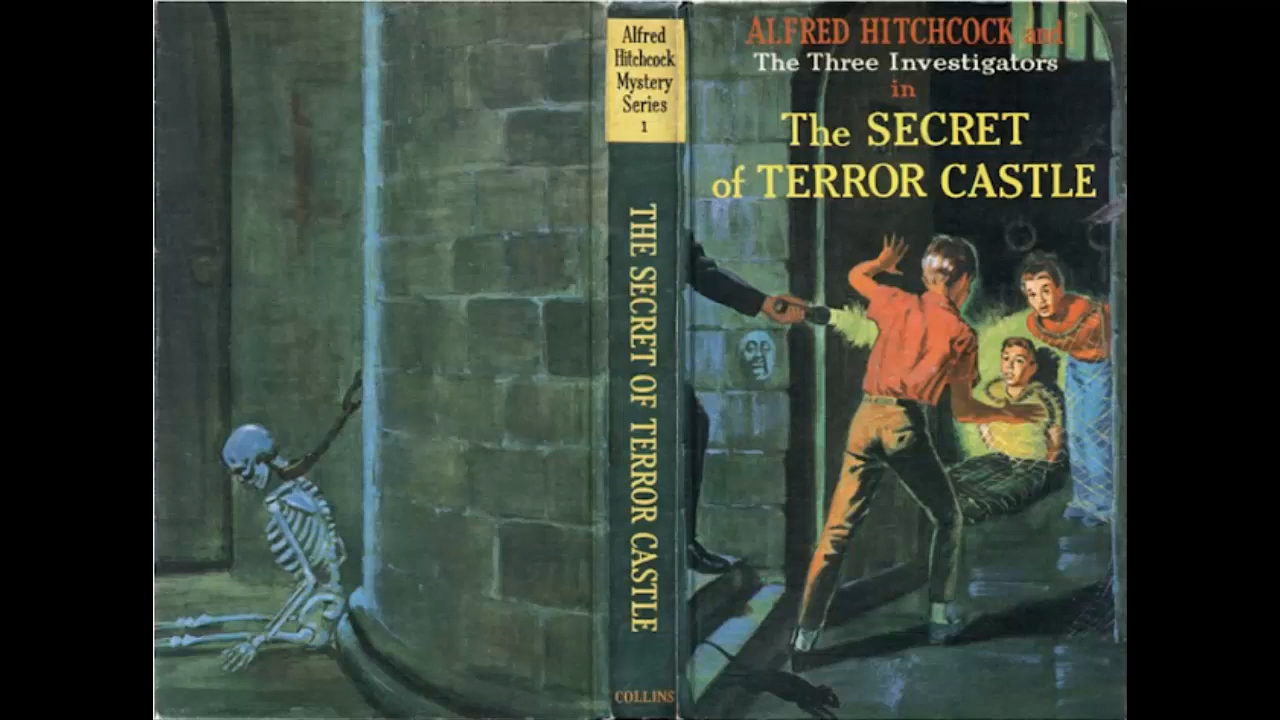 Alfred
Hitchcock
Mystery
Series
1
THE SECRET OF TERROR CASTLE
COLLINS
ALFRED HITCHCOCK and
The Three Investigators
in
The SECRET
of TERROR CASTLE